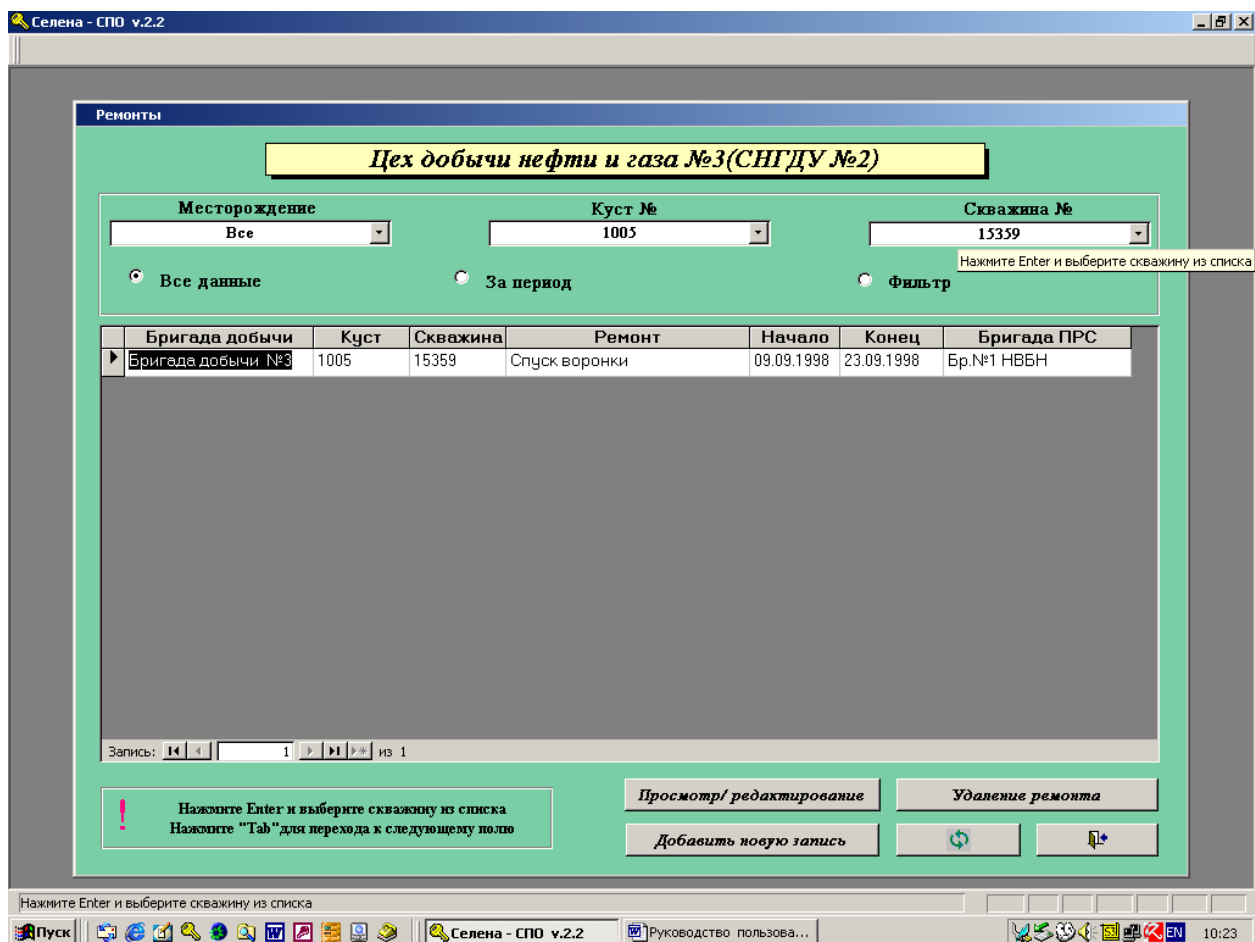 Селена - СПО v.2.2
Ремонты
Цех добычи нефти и газа №3(СНГДУ №2)
Месторождение Куст № Скважина №
Все 1005 15359
Нажмите Enter и выберите скважину из списка
Все данные За период Фильтр
Бригада добычи Куст Скважина Ремонт Начало Конец Бригада ПРС
Бригада добычи №3 1005 15359 Спуск воронки 09.09.1998 23.09.1998 Бр.№1 НВБН
Запись: 1 из 1
! Нажмите Enter и выберите скважину из списка
Нажмите "Tab"для перехода к следующему полю
Просмотр/ редактирование Удаление ремонта
Добавить новую запись
Нажмите Enter и выберите скважину из списка
Пуск Селена - СПО v.2.2 Руководство пользова... EN 10:23